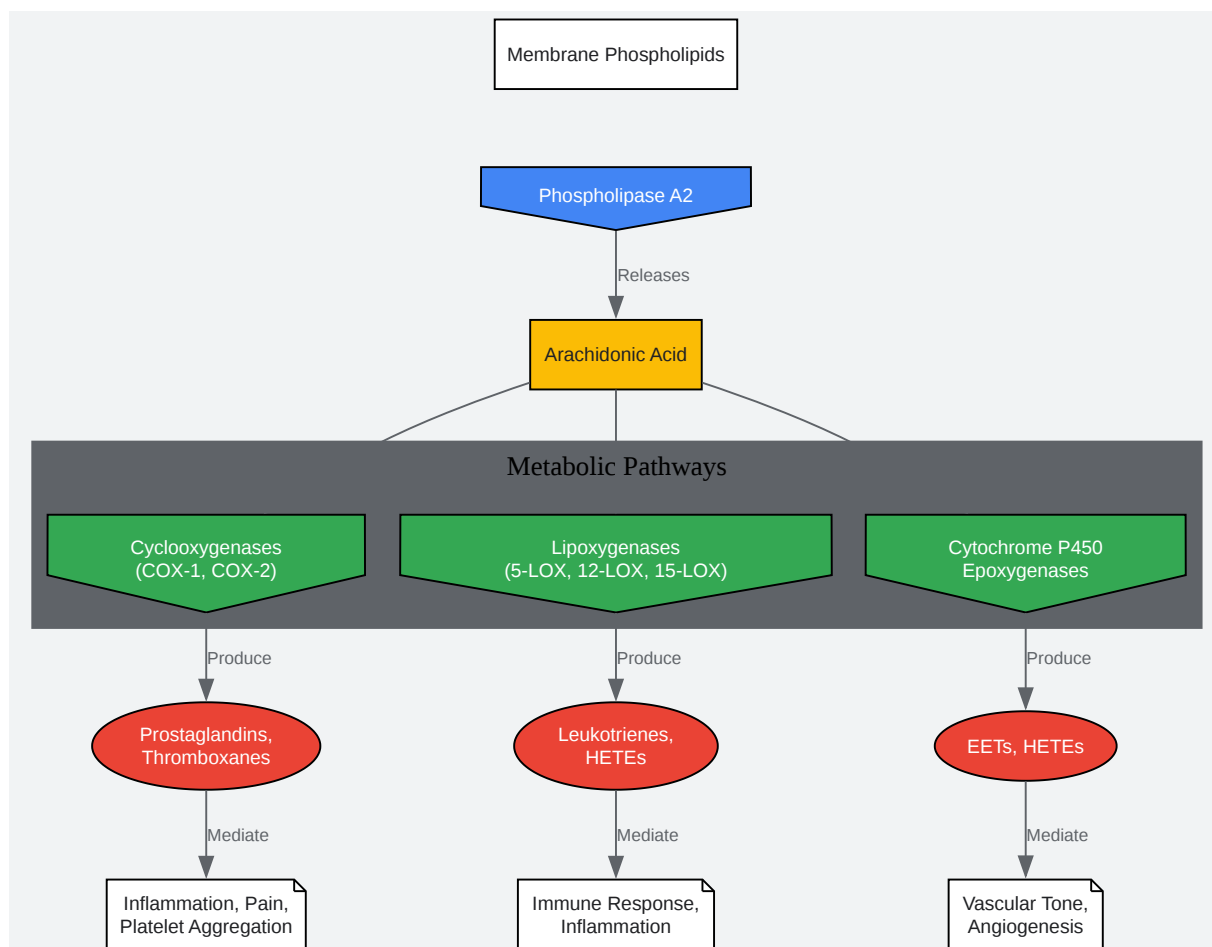 Membrane Phospholipids
Phospholipase A2
Releases
Arachidonic Acid
Metabolic Pathways
Cyclooxygenases
(COX-1, COX-2)
Lipoxygenases
(5-LOX, 12-LOX, 15-LOX)
Cytochrome P450
Epoxygenases
Produce
Produce
Produce
Prostaglandins,
Thromboxanes
Leukotrienes,
HETEs
EETs, HETEs
Mediate
Mediate
Mediate
Inflammation, Pain,
Platelet Aggregation
Immune Response,
Inflammation
Vascular Tone,
Angiogenesis